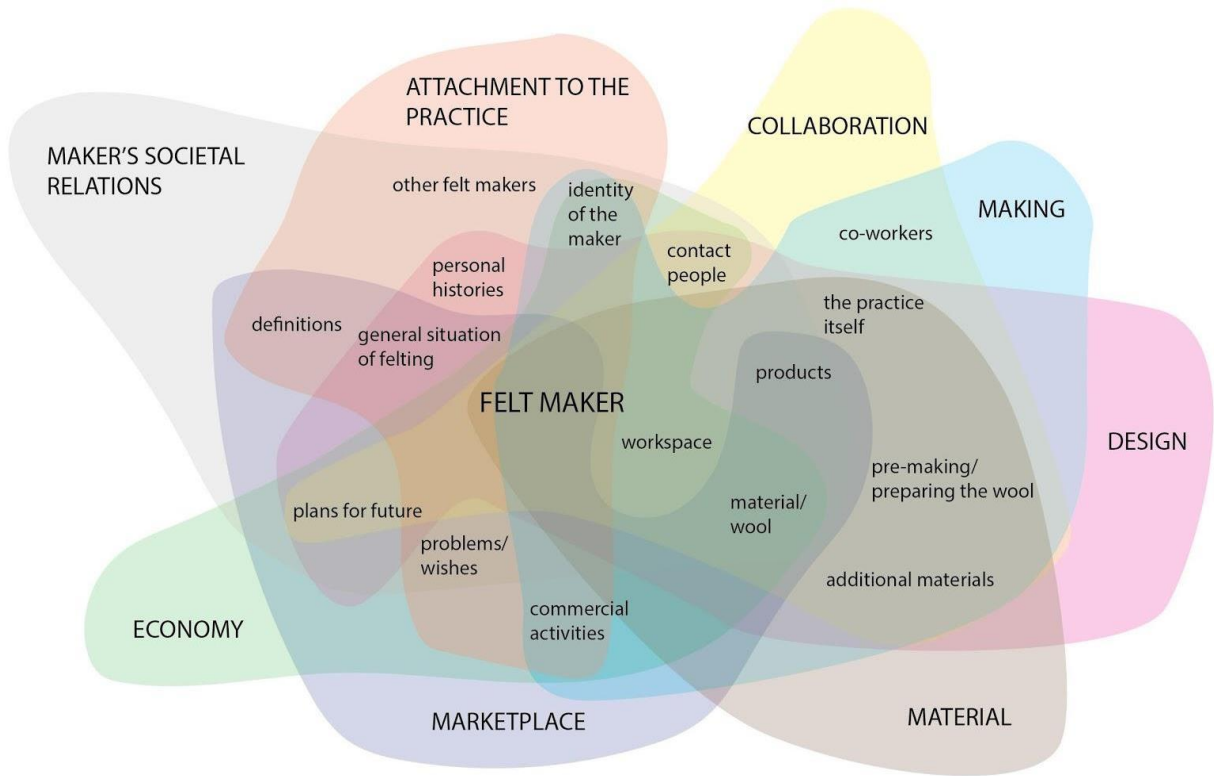 ATTACHMENT TO THE
PRACTICE
COLLABORATION
MAKER'S SOCIETAL
RELATIONS
MAKING
other felt makers
identity
of the
maker
co-workers
contact
people
personal
histories
the practice
itself
definitions
general situation
of felting
products
FELT MAKER
workspace
DESIGN
pre-making/
preparing the wool
material/
wool
plans for future
problems/
wishes
additional materials
commercial
activities
ECONOMY
MARKETPLACE
MATERIAL